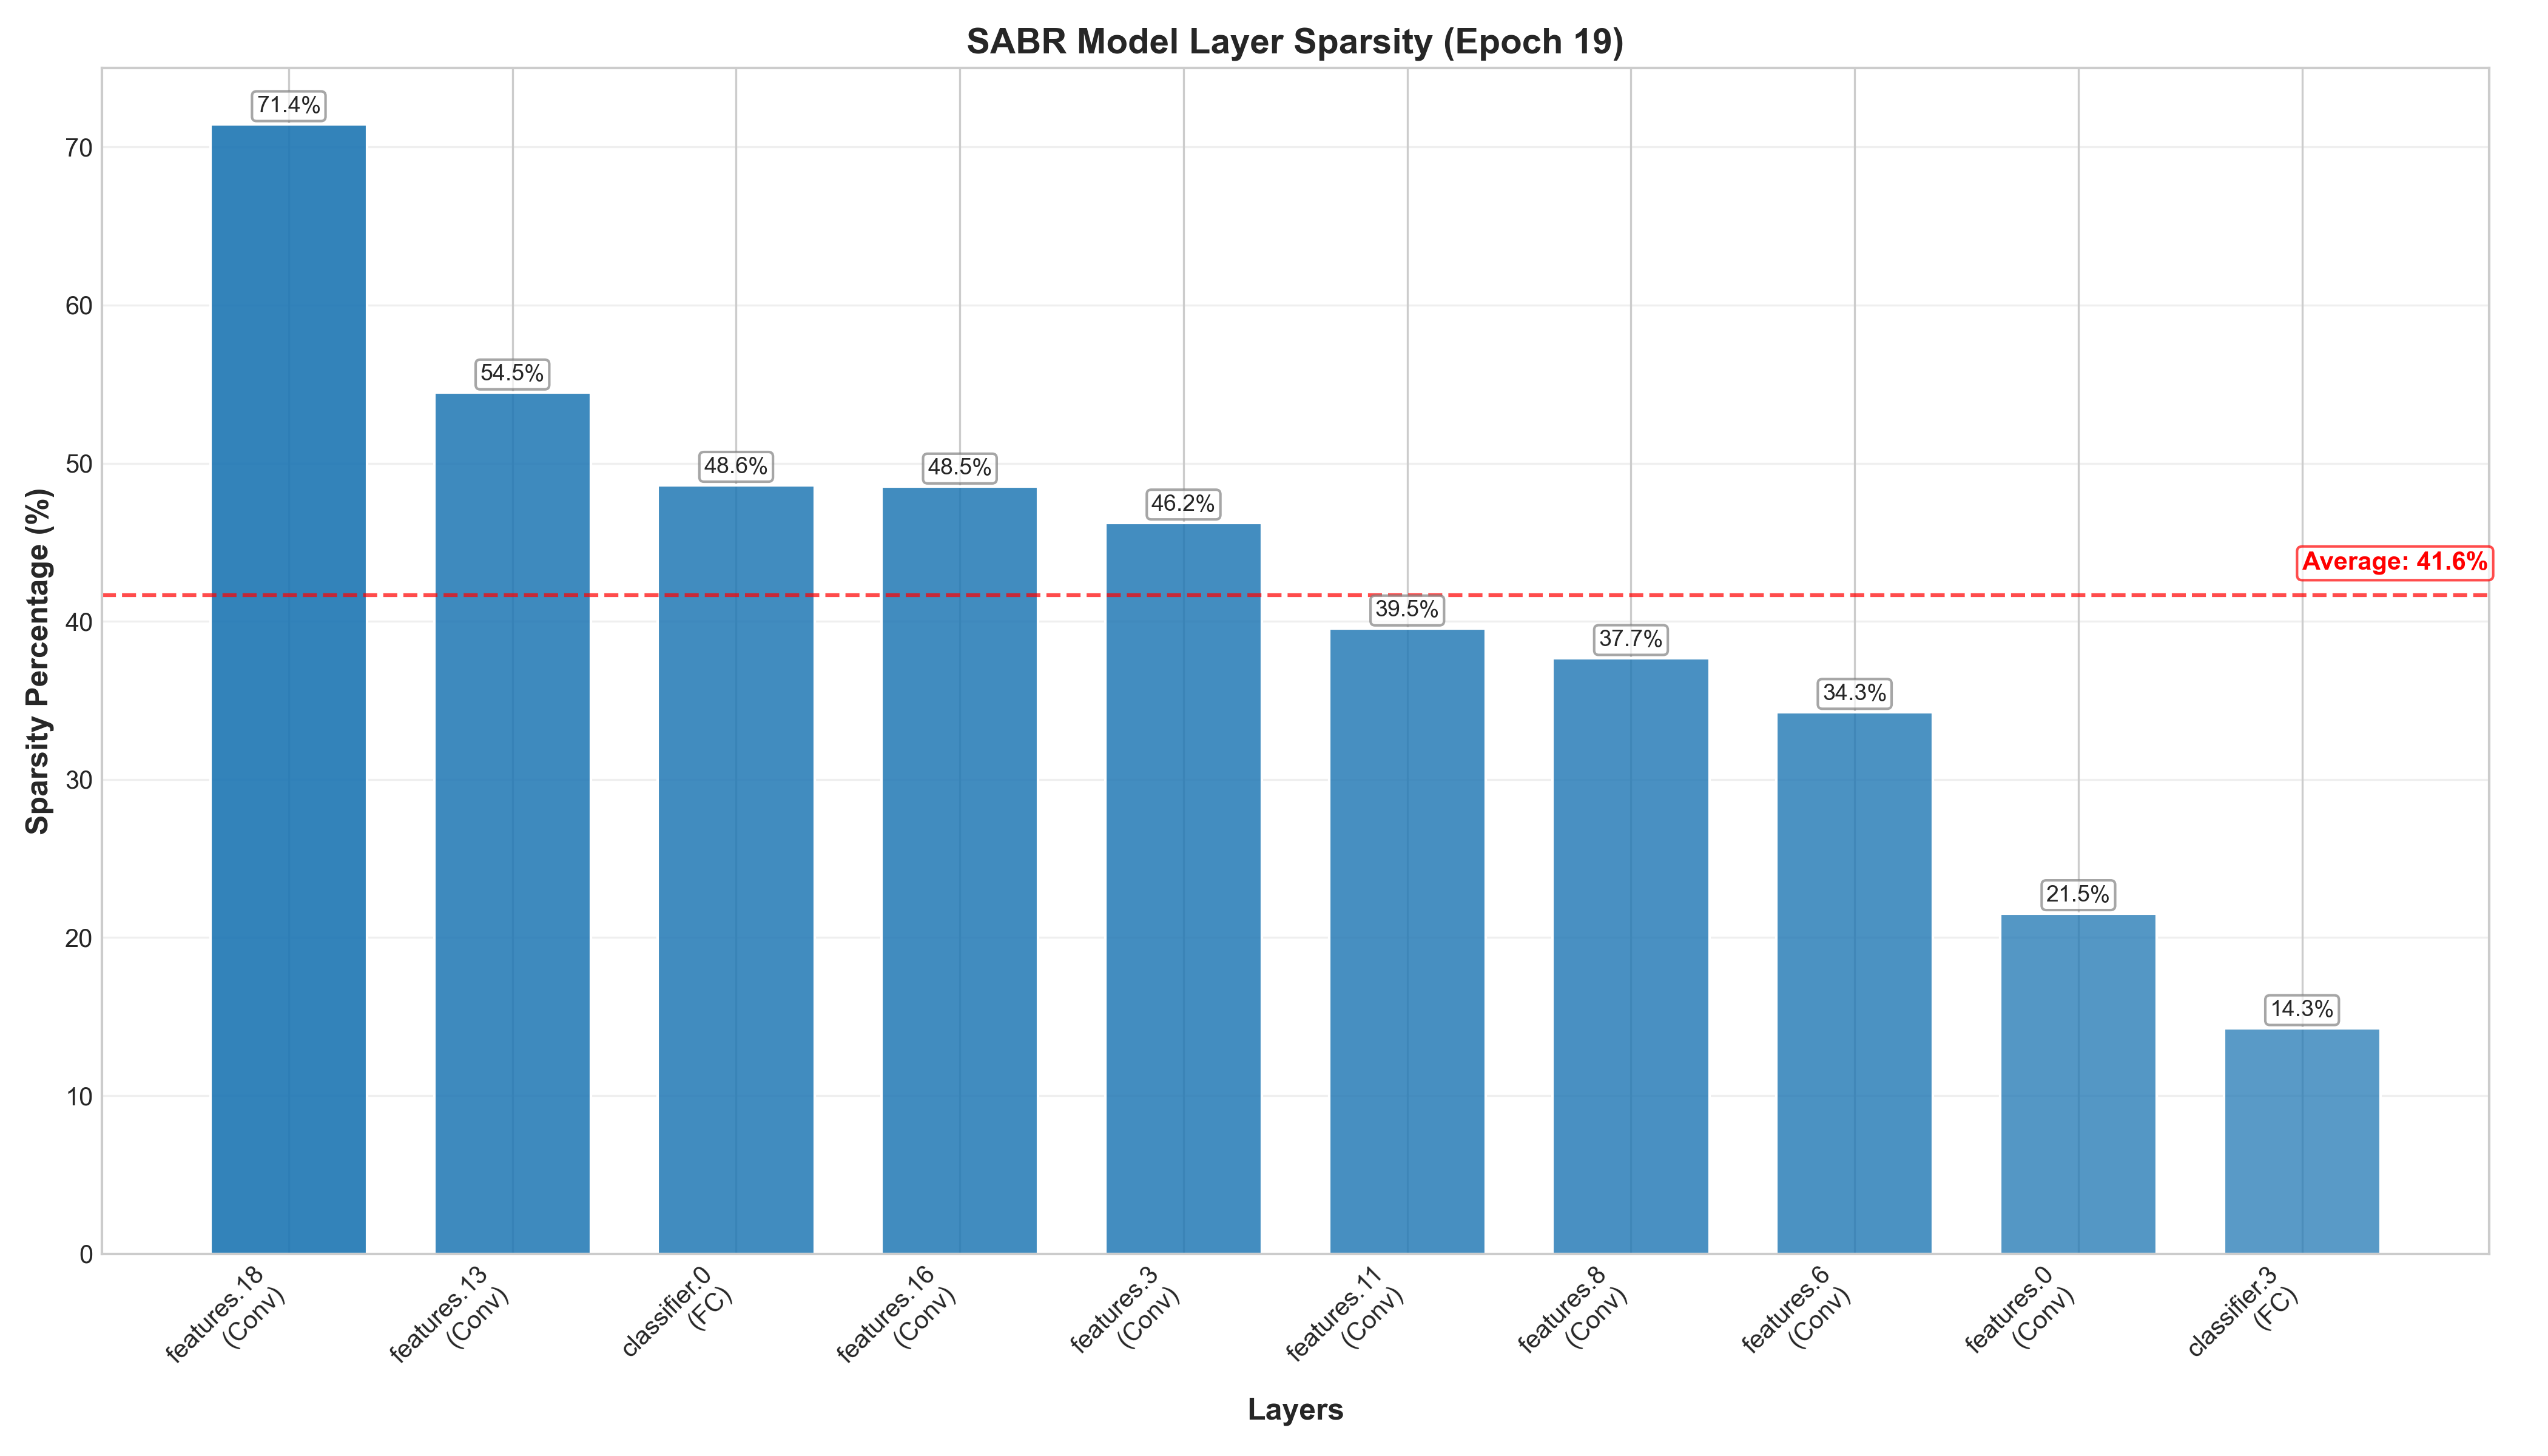 SABR Model Layer Sparsity (Epoch 19)
Sparsity Percentage (%)
70
60
50
40
30
20
10
0
71.4%
54.5%
48.6%
48.5%
46.2%
39.5%
37.7%
34.3%
21.5%
14.3%
Average: 41.6%
features.18
(Conv)
features.13
(Conv)
classifier.0
(FC)
features.16
(Conv)
features.3
(Conv)
features.11
(Conv)
features.8
(Conv)
features.6
(Conv)
features.0
(Conv)
classifier.3
(FC)
Layers